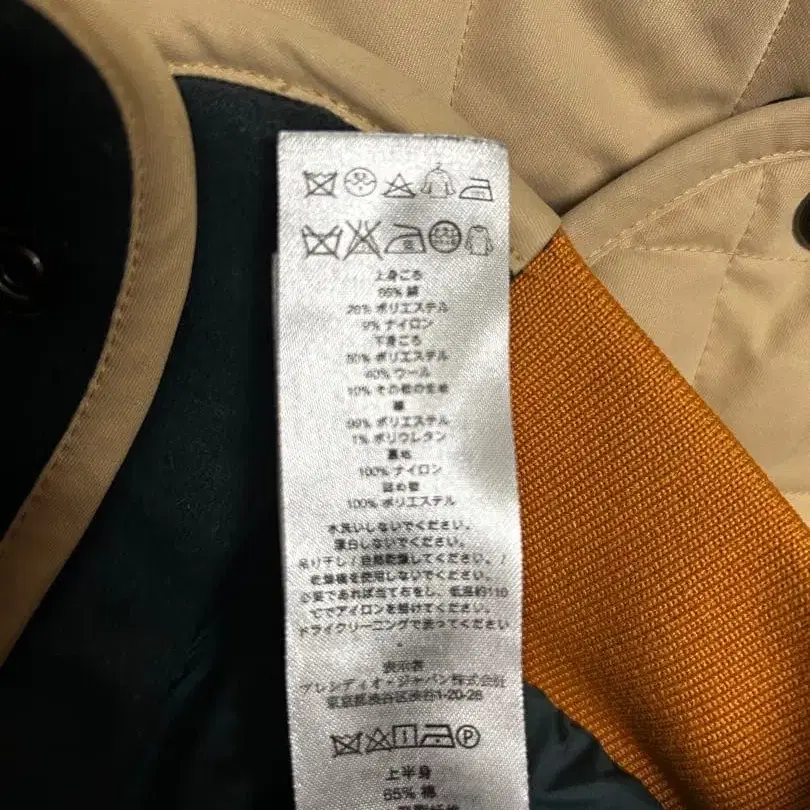 上身ごろ
65% 綿
26% ポリエステル
9% ナイロン
下身ごろ
50% ポリエステル
40% ウール
10% その他の生地
99% ポリエステル
1% ポリウレタン
裏地
100% ナイロン
詰め物
100% ポリエステル
水洗いしないでください。
漂白しないでください。
吊り干し / 自然乾燥してください。/
乾燥機を使用しないでください。
必要であれば当て布をし、低温約110
でアイロンを掛けてください。
ドライクリーニングで洗ってください
。
表示者
ブレンディオ・ジャパン株式会社
東京都渋谷区渋谷1-20-28
P
上半身
65% 棉